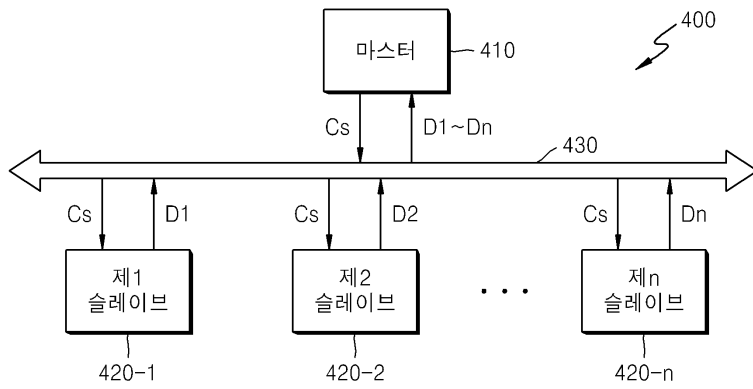 400
마스터
410
Cs
D1~Dn
430
Cs
D1
Cs
D2
Cs
Dn
제1
슬레이브
제2
슬레이브
제n
슬레이브
420-1
420-2
420-n